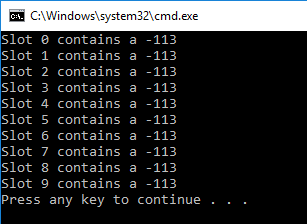 C:\Windows\system32\cmd.exe
Slot 0 contains a -113
Slot 1 contains a -113
Slot 2 contains a -113
Slot 3 contains a -113
Slot 4 contains a -113
Slot 5 contains a -113
Slot 6 contains a -113
Slot 7 contains a -113
Slot 8 contains a -113
Slot 9 contains a -113
Press any key to continue . . .